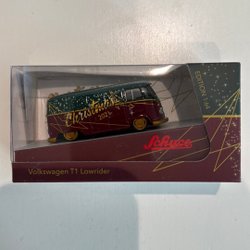 Christmas
2023
EDITION 1:64
Schuco
Volkswagen T1 Lowrider